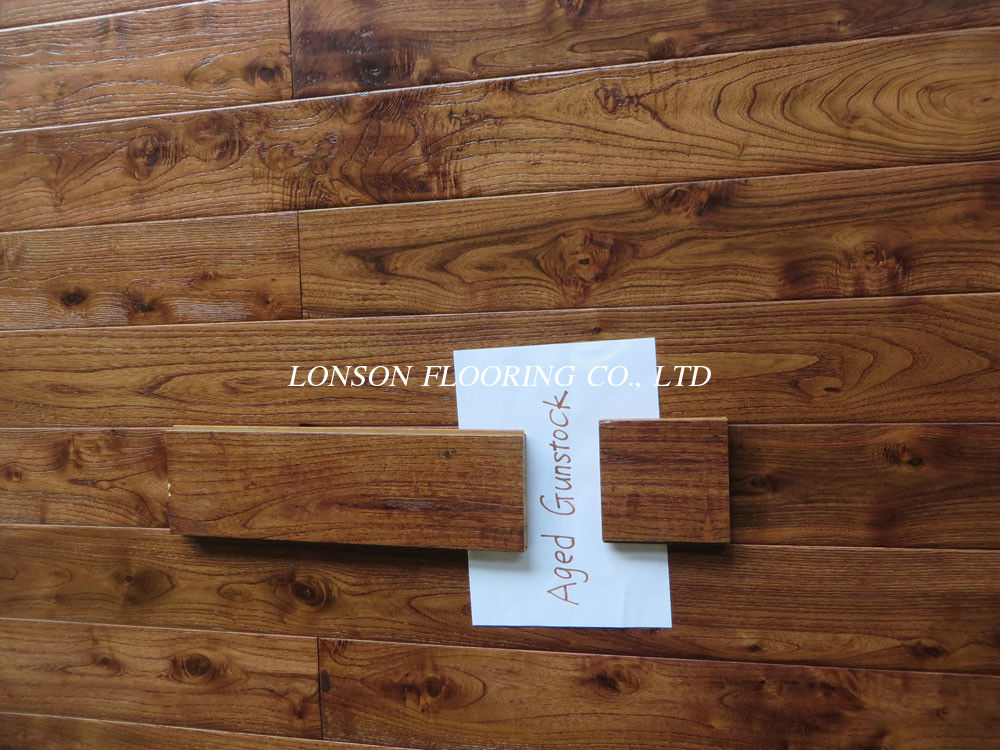 LONSON FLOORING CO., LTD
Aged Gunstock